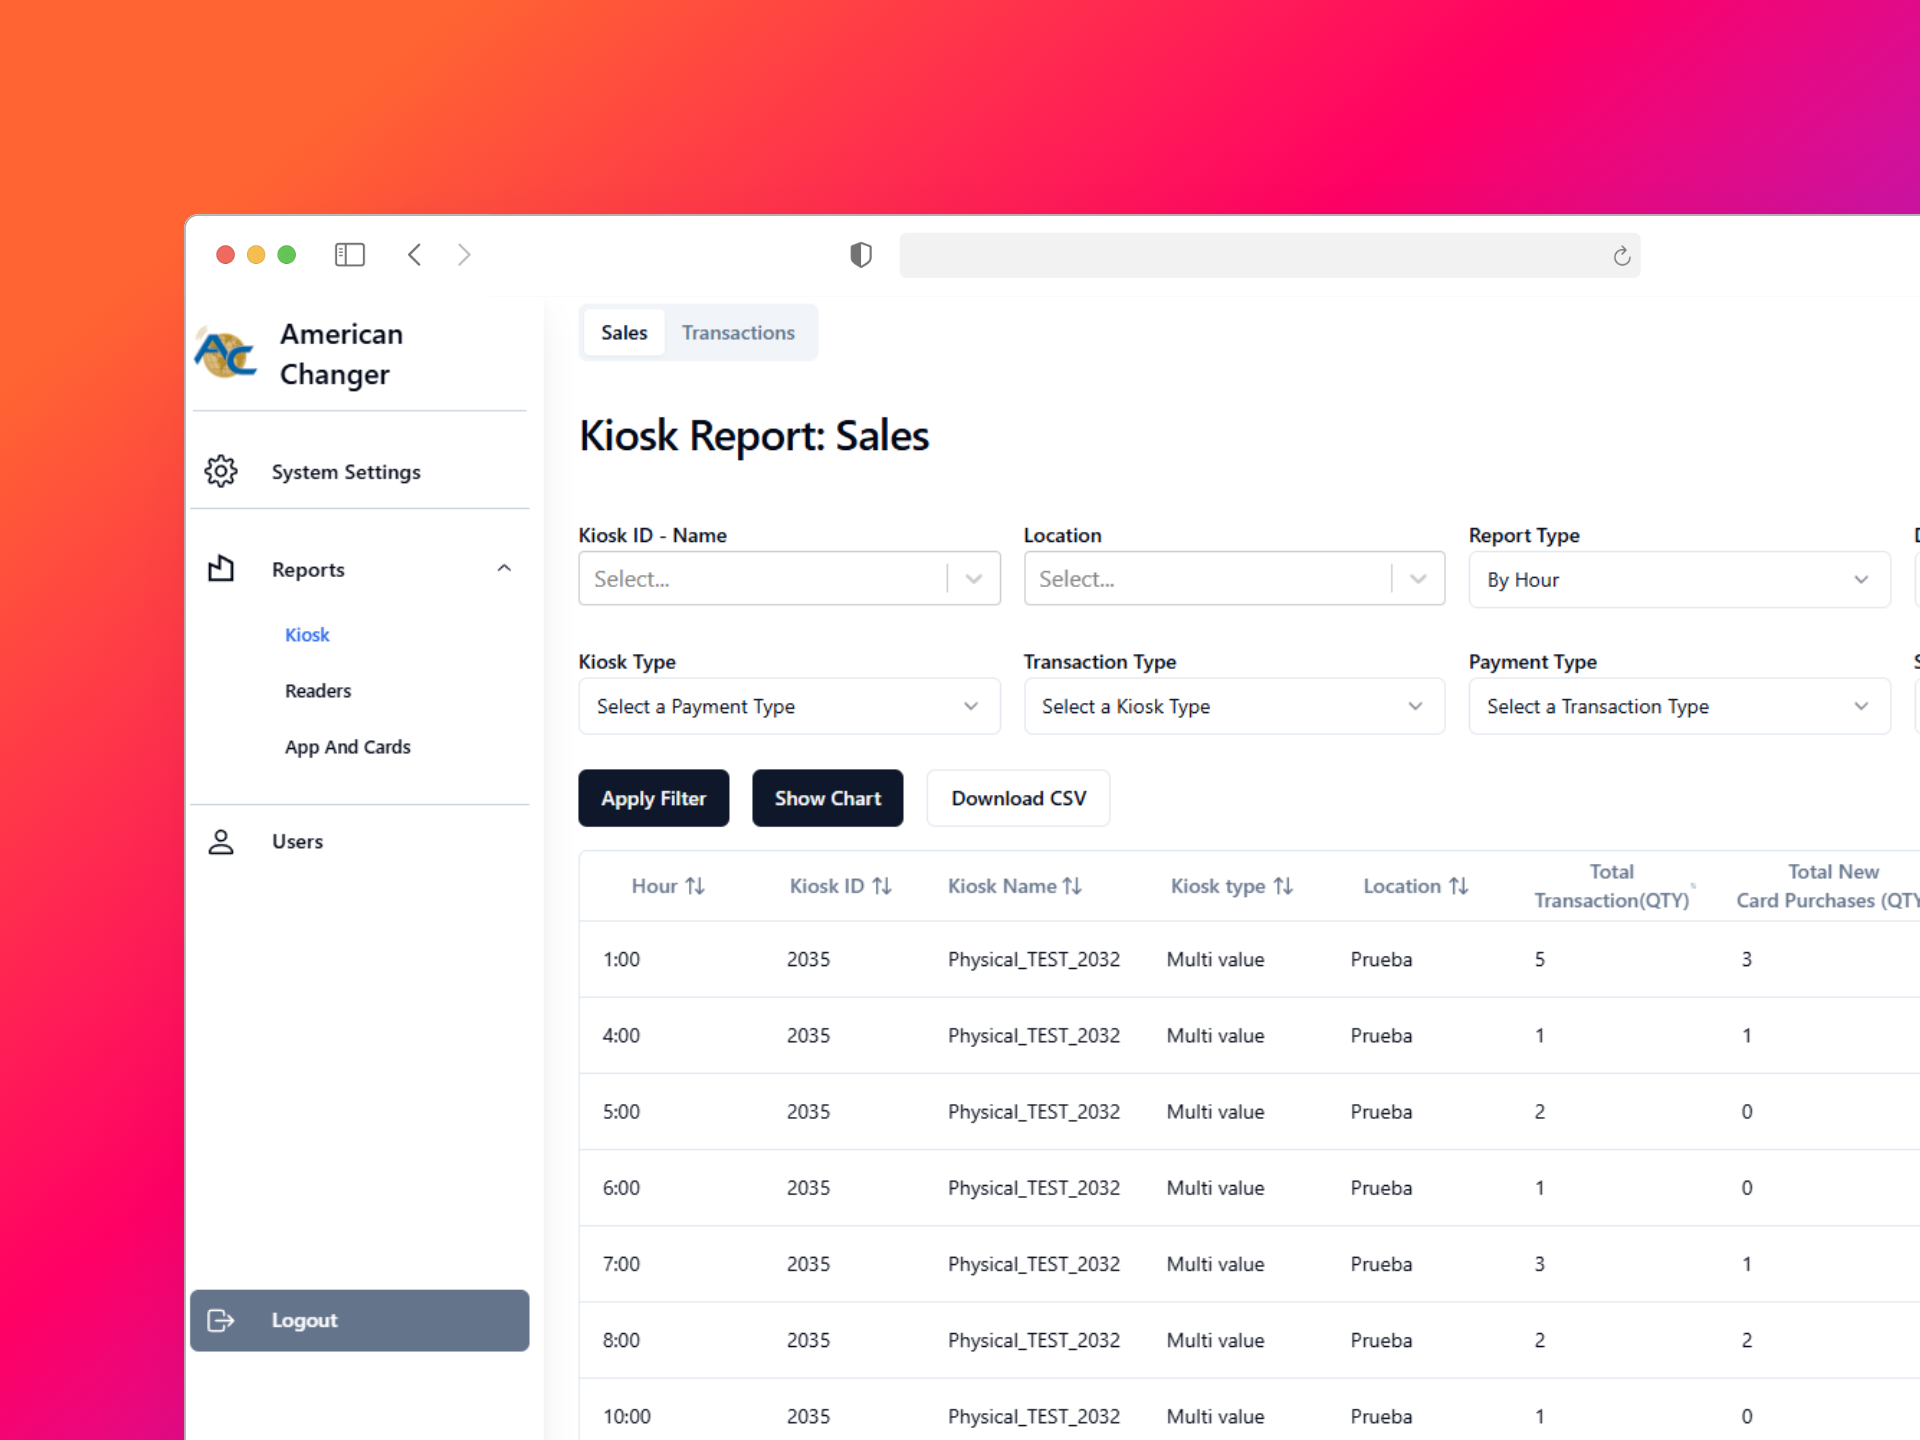 American
Changer
System Settings
Reports
Kiosk
Readers
App And Cards
Users
Logout
Sales Transactions
Kiosk Report: Sales
Kiosk ID - Name Location Report Type
Select... Select... By Hour
Kiosk Type Transaction Type Payment Type
Select a Payment Type Select a Kiosk Type Select a Transaction Type
Apply Filter Show Chart Download CSV
Hour Kiosk ID Kiosk Name Kiosk type Location Total Transaction(QTY) Total New Card Purchases (QTY
1:00 2035 Physical_TEST_2032 Multi value Prueba 5 3
4:00 2035 Physical_TEST_2032 Multi value Prueba 1 1
5:00 2035 Physical_TEST_2032 Multi value Prueba 2 0
6:00 2035 Physical_TEST_2032 Multi value Prueba 1 0
7:00 2035 Physical_TEST_2032 Multi value Prueba 3 1
8:00 2035 Physical_TEST_2032 Multi value Prueba 2 2
10:00 2035 Physical_TEST_2032 Multi value Prueba 1 0